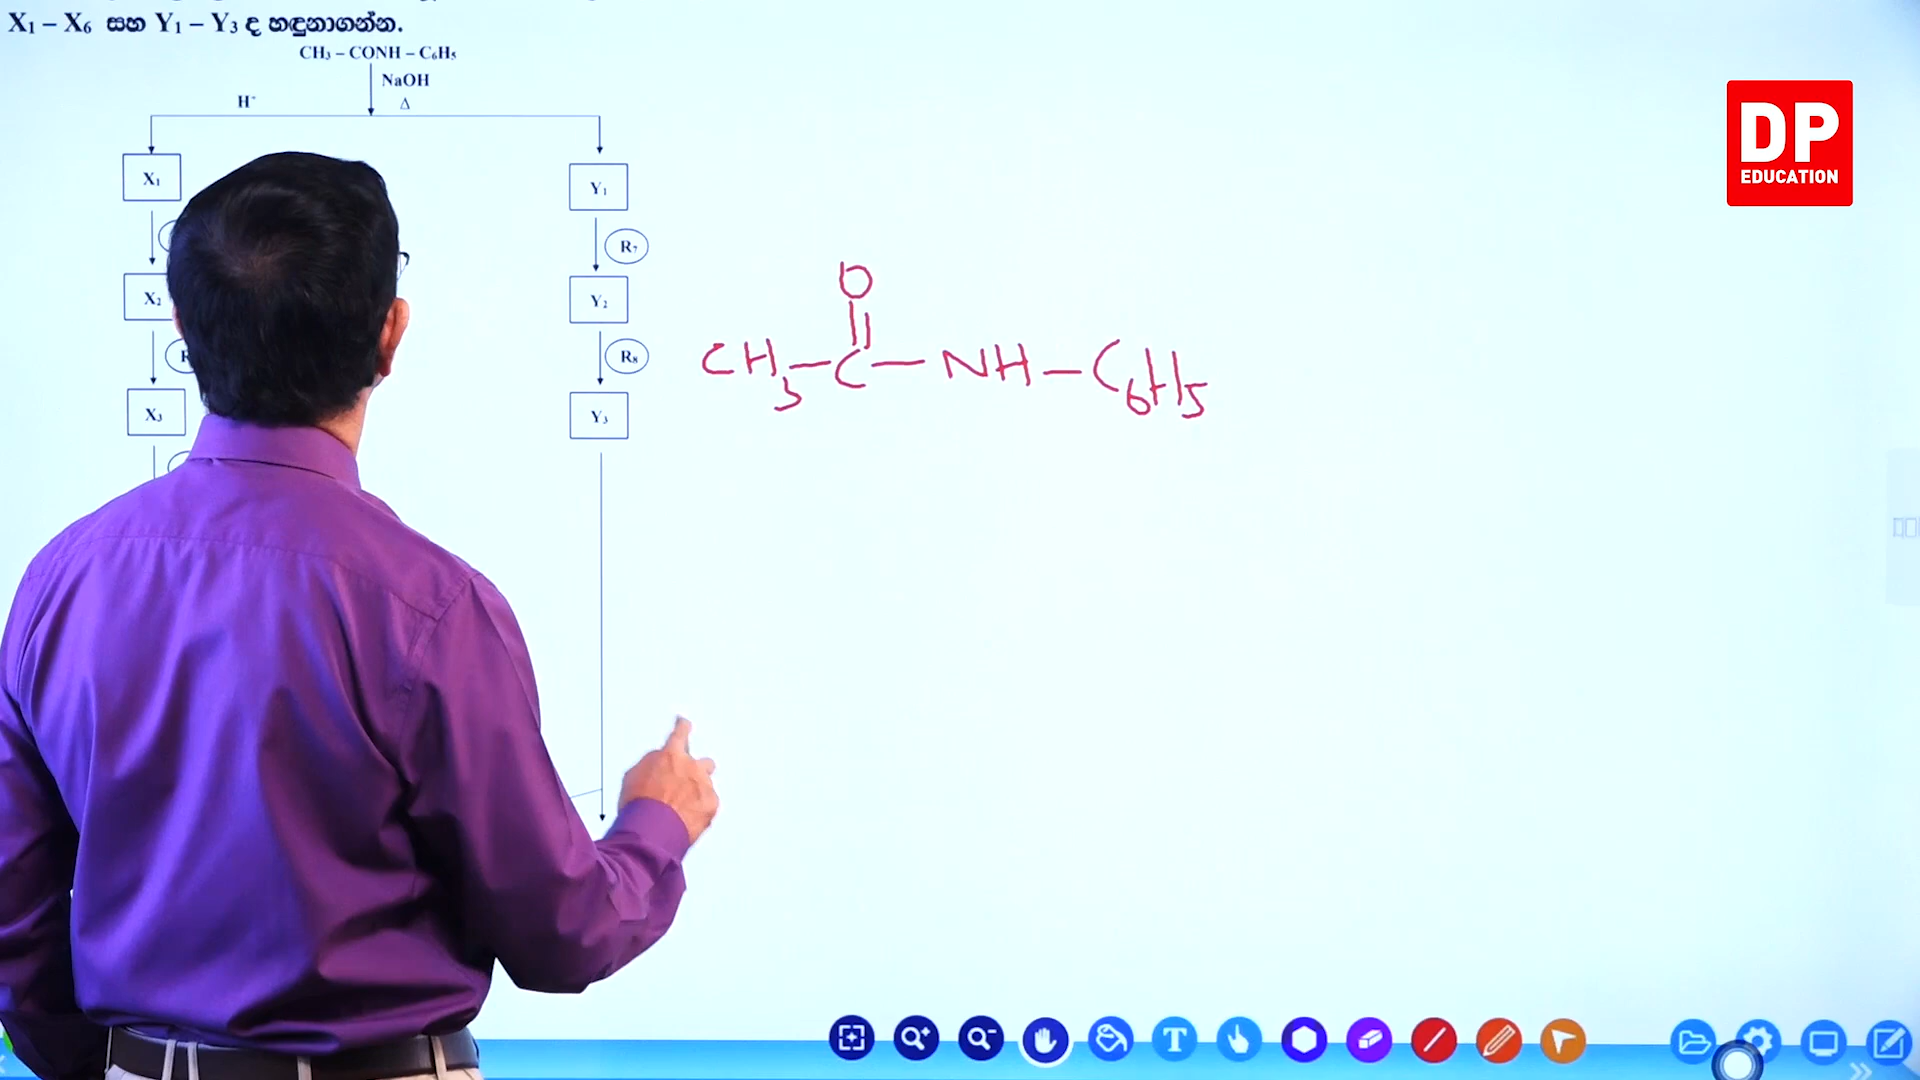 X₁ – X₆ සහ Y₁ – Y₃ ද හඳුනාගන්න.
CH₃ – CONH – C₆H₅
NaOH
H⁺
Δ
X₁
Y₁
R₇
X₂
Y₂
R₈
X₃
Y₃
O
CH₃ – C – NH – C₆H₅
DP
EDUCATION
T